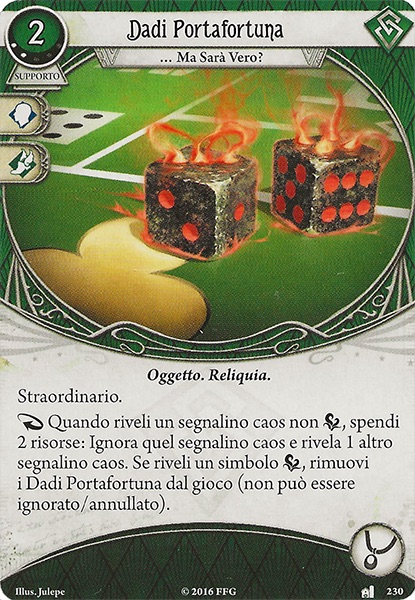 2
Dadi Portafortuna
... Ma Sarà Vero?
SUPPORTO
Oggetto. Reliquia.
Straordinario.
Quando riveli un segnalino caos non , spendi
2 risorse: Ignora quel segnalino caos e rivela 1 altro
segnalino caos. Se riveli un simbolo , rimuovi
i Dadi Portafortuna dal gioco (non può essere
ignorato/annullato).
Illus. Julepe
© 2016 FFG
230